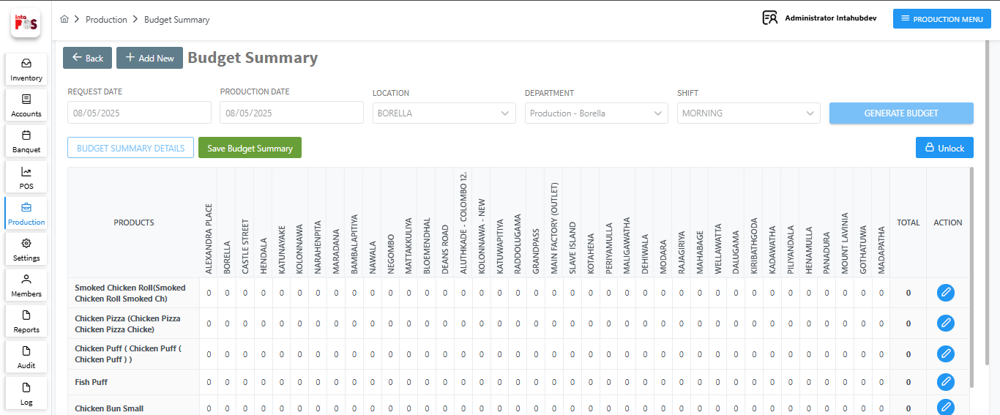 inta
POS
Production
Budget Summary
Administrator Intahubdev
PRODUCTION MENU
Inventory
Accounts
Banquet
POS
Production
Settings
Members
Reports
Audit
Log
Back
Add New
Budget Summary
REQUEST DATE
PRODUCTION DATE
LOCATION
DEPARTMENT
SHIFT
08/05/2025
08/05/2025
BORELLA
Production - Borella
MORNING
GENERATE BUDGET
BUDGET SUMMARY DETAILS
Save Budget Summary
Unlock
PRODUCTS
ALEXANDRA PLACE
BORELLA
CASTLE STREET
HENDALA
KATUNAYAKE
KOLONNAWA
NARAHENPITA
MARADANA
BAMBALAPITIYA
NAWALA
NEGOMBO
MATTAKKULIYA
BLOEMENDHAL
DEANS ROAD
ALUTHKADE - COLOMBO 12.
KOLONNAWA - NEW
KATUWAPITIYA
RADDOLUGAMA
GRANDPASS
MAIN FACTORY (OUTLET)
SLAVE ISLAND
KOTAHENA
PERIYAMULLA
MALIGAWATHA
DEHIWALA
MODARA
RAJAGIRIYA
MAHABAGE
WELLAWATTA
DALUGAMA
KIRIBATHGODA
KADAWATHA
PILIYANDALA
HENAMULLA
PANADURA
MOUNT LAVINIA
GOTHATUWA
MADAPATHA
TOTAL
ACTION
Smoked Chicken Roll(Smoked
Chicken Roll Smoked Ch)
0 0 0 0 0 0 0 0 0 0 0 0 0 0 0 0 0 0 0 0 0 0 0 0 0 0 0 0 0 0 0 0 0 0 0 0 0 0 0
Chicken Pizza (Chicken Pizza
Chicken Pizza Chicke)
0 0 0 0 0 0 0 0 0 0 0 0 0 0 0 0 0 0 0 0 0 0 0 0 0 0 0 0 0 0 0 0 0 0 0 0 0 0 0
Chicken Puff ( Chicken Puff (
Chicken Puff ) )
0 0 0 0 0 0 0 0 0 0 0 0 0 0 0 0 0 0 0 0 0 0 0 0 0 0 0 0 0 0 0 0 0 0 0 0 0 0 0
Fish Puff
0 0 0 0 0 0 0 0 0 0 0 0 0 0 0 0 0 0 0 0 0 0 0 0 0 0 0 0 0 0 0 0 0 0 0 0 0 0 0
Chicken Bun Small
0 0 0 0 0 0 0 0 0 0 0 0 0 0 0 0 0 0 0 0 0 0 0 0 0 0 0 0 0 0 0 0 0 0 0 0 0 0 0